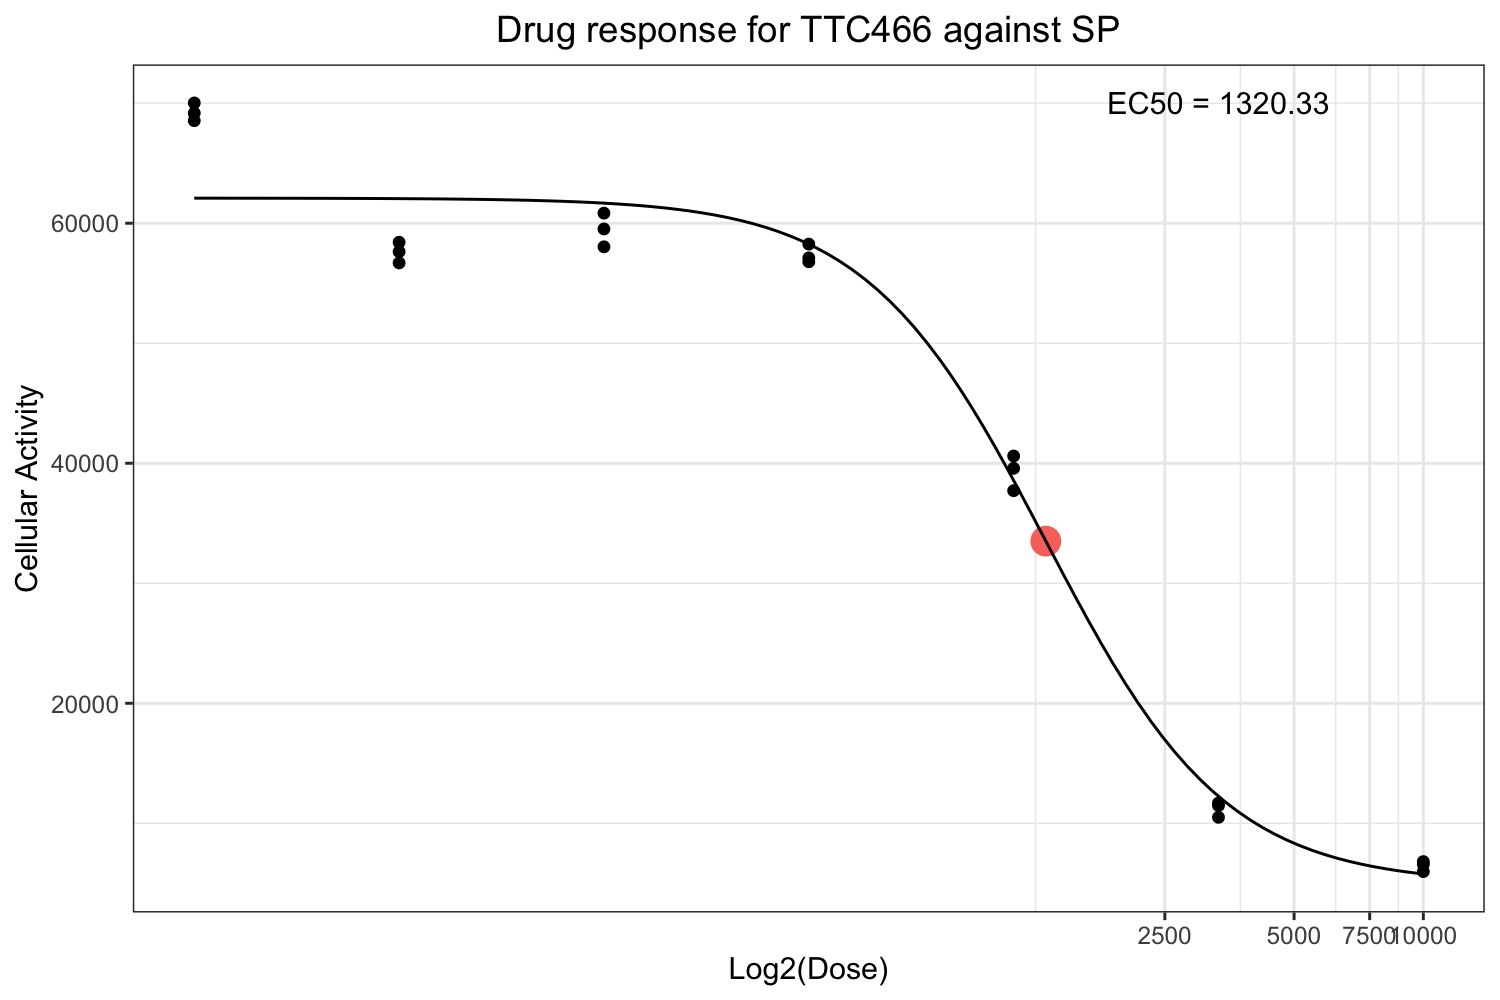 Drug response for TTC466 against SP
EC50 = 1320.33
60000
40000
20000
Cellular Activity
2500 5000 7500 10000
Log2(Dose)